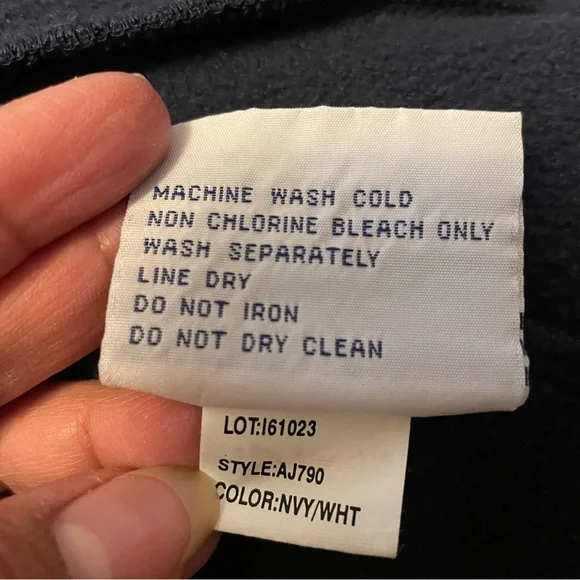 MACHINE WASH COLD
NON CHLORINE BLEACH ONLY
WASH SEPARATELY
LINE DRY
DO NOT IRON
DO NOT DRY CLEAN
LOT:I61023
STYLE:AJ790
COLOR:NVY/WHT